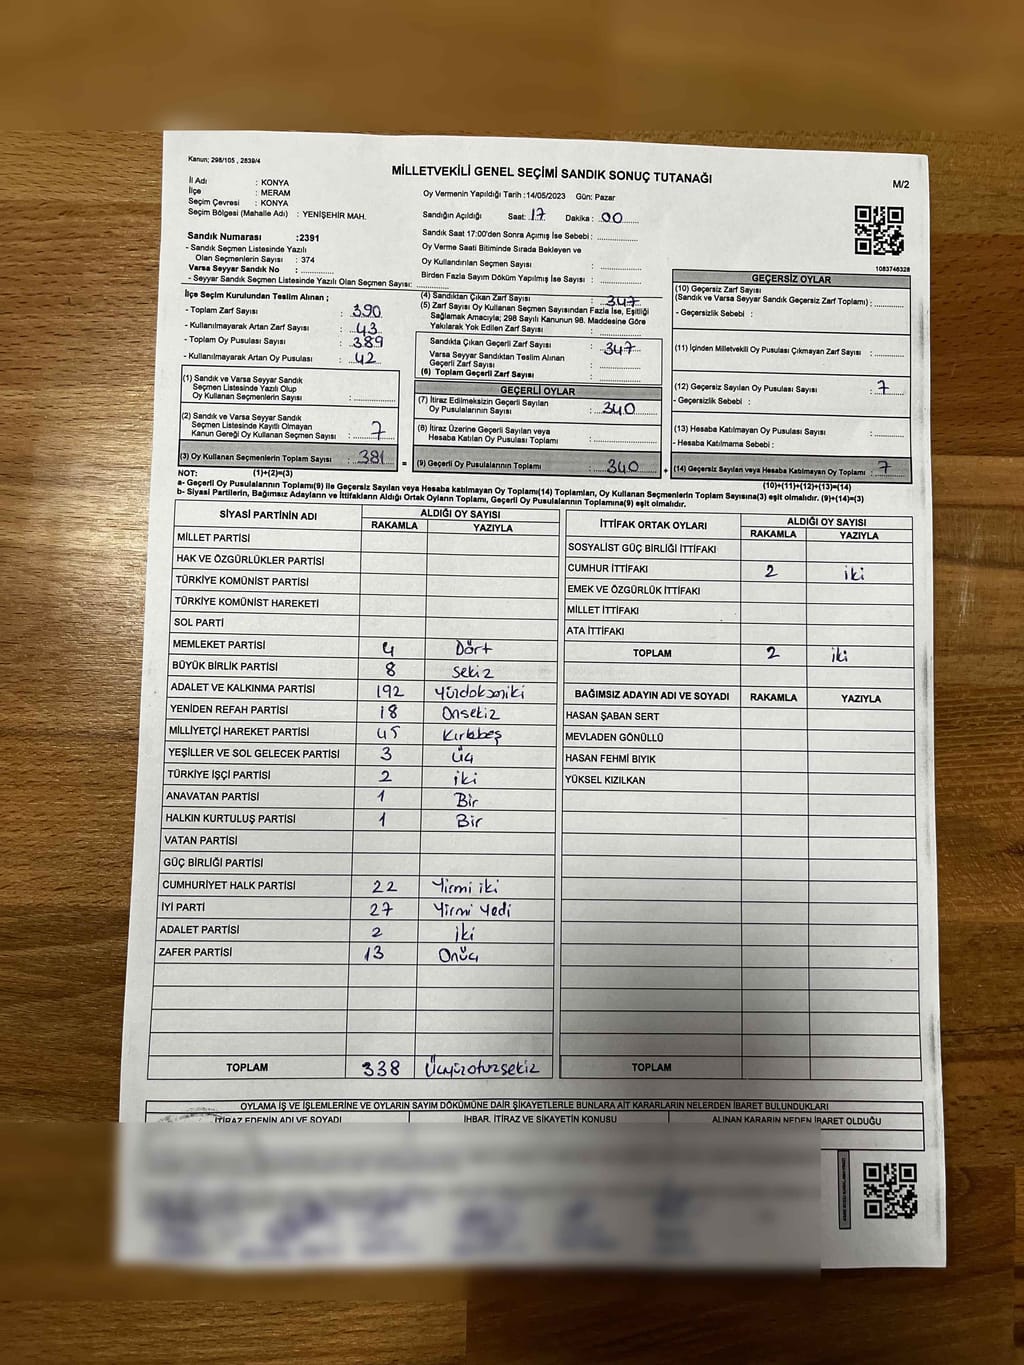 Kanun; 298/105 , 2839/4
MİLLETVEKİLİ GENEL SEÇİMİ SANDIK SONUÇ TUTANAĞI
M/2
İl Adı : KONYA
İlçe : MERAM
Seçim Çevresi : KONYA
Seçim Bölgesi (Mahalle Adı) : YENİŞEHİR MAH.
Oy Vermenin Yapıldığı Tarih :14/05/2023 Gün: Pazar
Sandığın Açıldığı Saat: 17 Dakika : 00
Sandık Saat 17:00'den Sonra Açımış İse Sebebi :
Oy Verme Saati Bitiminde Sırada Bekleyen ve
Oy Kullandırılan Seçmen Sayısı :
Birden Fazla Sayım Döküm Yapılmış İse Sayısı :
Sandık Numarası :2391
- Sandık Seçmen Listesinde Yazılı
Olan Seçmenlerin Sayısı : 374
Varsa Seyyar Sandık No :
- Seyyar Sandık Seçmen Listesinde Yazılı Olan Seçmen Sayısı:
1083746328
İlçe Seçim Kurulundan Teslim Alınan ;
- Toplam Zarf Sayısı : 390
- Kullanılmayarak Artan Zarf Sayısı : 43
- Toplam Oy Pusulası Sayısı : 389
- Kullanılmayarak Artan Oy Pusulası : 42
(1) Sandık ve Varsa Seyyar Sandık
Seçmen Listesinde Yazılı Olup
Oy Kullanan Seçmenlerin Sayısı :
(2) Sandık ve Varsa Seyyar Sandık
Seçmen Listesinde Kayıtlı Olmayan
Kanun Gereği Oy Kullanan Seçmen Sayısı : 7
(3) Oy Kullanan Seçmenlerin Toplam Sayısı : 381
(4) Sandıktan Çıkan Zarf Sayısı : 347
(5) Zarf Sayısı Oy Kullanan Seçmen Sayısından Fazla İse, Eşitliği
Sağlamak Amacıyla; 298 Sayılı Kanunun 98. Maddesine Göre
Yakılarak Yok Edilen Zarf Sayısı :
Sandıkta Çıkan Geçerli Zarf Sayısı : 347
Varsa Seyyar Sandıktan Teslim Alınan
Geçerli Zarf Sayısı :
(6) Toplam Geçerli Zarf Sayısı :
GEÇERLİ OYLAR
(7) İtiraz Edilmeksizin Geçerli Sayılan
Oy Pusulalarının Sayısı : 340
(8) İtiraz Üzerine Geçerli Sayılan veya
Hesaba Katılan Oy Pusulası Toplamı :
(9) Geçerli Oy Pusulalarının Toplamı : 340
GEÇERSİZ OYLAR
(10) Geçersiz Zarf Sayısı
(Sandık ve Varsa Seyyar Sandık Geçersiz Zarf Toplamı) :
- Geçersizlik Sebebi :
(11) İçinden Milletvekili Oy Pusulası Çıkmayan Zarf Sayısı :
(12) Geçersiz Sayılan Oy Pusulası Sayısı : 7
- Geçersizlik Sebebi :
(13) Hesaba Katılmayan Oy Pusulası Sayısı :
- Hesaba Katılmama Sebebi :
(14) Geçersiz Sayılan veya Hesaba Katılmayan Oy Toplamı : 7
NOT: (1)+(2)=(3)
(10)+(11)+(12)+(13)=(14)
a- Geçerli Oy Pusulalarının Toplamı(9) ile Geçersiz Sayılan veya Hesaba katılmayan Oy Toplamı(14) Toplamları, Oy Kullanan Seçmenlerin Toplam Sayısına(3) eşit olmalıdır. (9)+(14)=(3)
b- Siyasi Partilerin, Bağımsız Adayların ve İttifakların Aldığı Ortak Oyların Toplamı, Geçerli Oy Pusulalarının Toplamına(9) eşit olmalıdır.
SİYASİ PARTİNİN ADI ALDIĞI OY SAYISI
RAKAMLA YAZIYLA
MİLLET PARTİSİ
HAK VE ÖZGÜRLÜKLER PARTİSİ
TÜRKİYE KOMÜNİST PARTİSİ
TÜRKİYE KOMÜNİST HAREKETİ
SOL PARTİ
MEMLEKET PARTİSİ 4 Dört
BÜYÜK BİRLİK PARTİSİ 8 Sekiz
ADALET VE KALKINMA PARTİSİ 192 yüzdoksaniki
YENİDEN REFAH PARTİSİ 18 Onsekiz
MİLLİYETÇİ HAREKET PARTİSİ 45 Kırkbeş
YEŞİLLER VE SOL GELECEK PARTİSİ 3 Üç
TÜRKİYE İŞÇİ PARTİSİ 2 iki
ANAVATAN PARTİSİ 1 Bir
HALKIN KURTULUŞ PARTİSİ 1 Bir
VATAN PARTİSİ
GÜÇ BİRLİĞİ PARTİSİ
CUMHURİYET HALK PARTİSİ 22 Yirmi iki
İYİ PARTİ 27 Yirmi Yedi
ADALET PARTİSİ 2 iki
ZAFER PARTİSİ 13 Onüç
TOPLAM 338 Üçyüzotuzsekiz
İTTİFAK ORTAK OYLARI ALDIĞI OY SAYISI
RAKAMLA YAZIYLA
SOSYALİST GÜÇ BİRLİĞİ İTTİFAKI
CUMHUR İTTİFAKI 2 iki
EMEK VE ÖZGÜRLÜK İTTİFAKI
MİLLET İTTİFAKI
ATA İTTİFAKI
TOPLAM 2 iki
BAĞIMSIZ ADAYIN ADI VE SOYADI RAKAMLA YAZIYLA
HASAN ŞABAN SERT
MEVLADEN GÖNÜLLÜ
HASAN FEHMİ BIYIK
YÜKSEL KIZILKAN
TOPLAM
OYLAMA İŞ VE İŞLEMLERİNE VE OYLARIN SAYIM DÖKÜMÜNE DAİR ŞİKAYETLERLE BUNLARA AİT KARARLARIN NELERDEN İBARET BULUNDUKLARI
İTİRAZ EDENİN ADI VE SOYADI İHBAR, İTİRAZ VE ŞİKAYETİN KONUSU ALINAN KARARIN NEDEN İBARET OLDUĞU